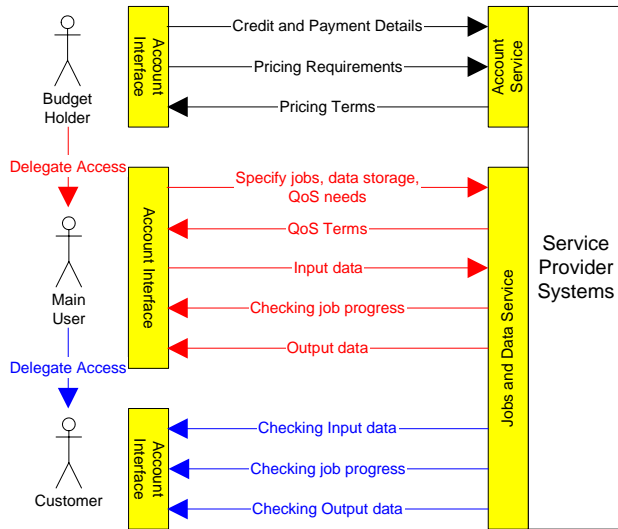 Credit and Payment Details
Account
Interface
Account
Service
Pricing Requirements
Budget
Holder
Pricing Terms
Delegate Access
Specify jobs, data storage,
QoS needs
Account Interface
QoS Terms
Jobs and Data Service
Service
Provider
Systems
Input data
Main
User
Checking job progress
Output data
Delegate Access
Checking Input data
Account
Interface
Checking job progress
Customer
Checking Output data